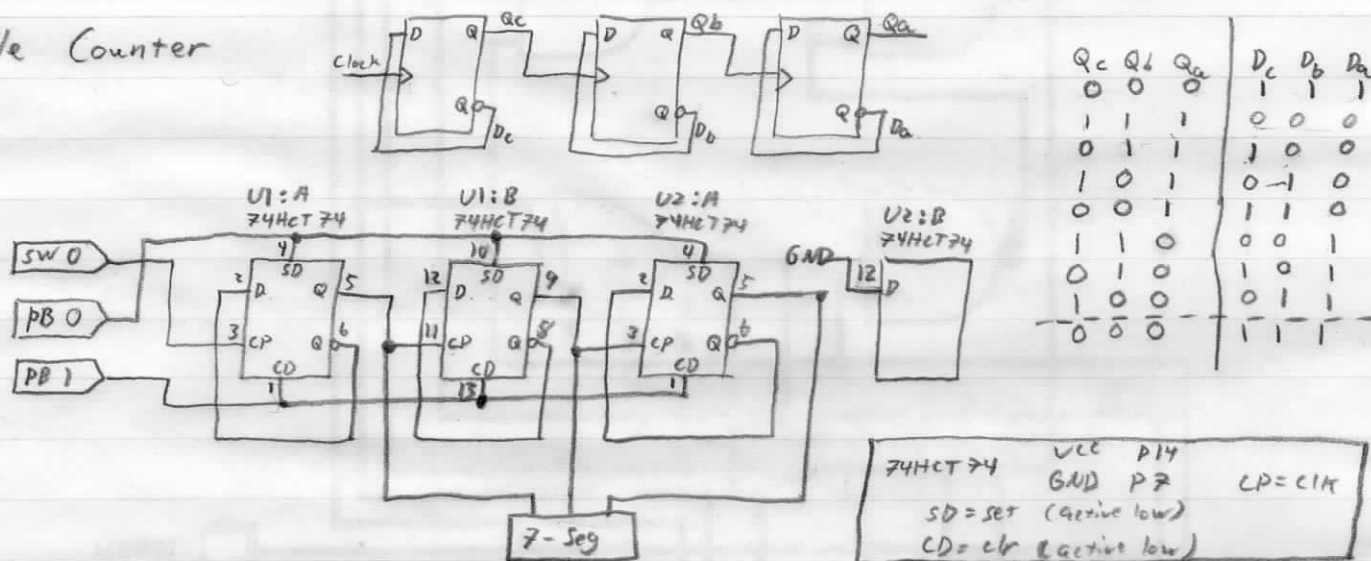 Counter
Clock D Q Qc D Q Qb D Q Qa
Q Dc Q Db Q Da
Qc Qb Qa Dc Db Da
0 0 0 1 1 1
1 1 1 0 0 0
0 1 1 1 0 0
1 0 1 0 1 0
0 0 1 1 1 0
1 1 0 0 0 1
0 1 0 1 0 1
1 0 0 0 1 1
0 0 0 1 1 1
U1:A U1:B U2:A U2:B
74HCT74 74HCT74 74HCT74 74HCT74
4 10 4
SW 0 SD SD SD GND 12 D
2 D Q 5 12 D Q 9 2 D Q 5
PB 0
3 CP Q 6 11 CP Q 8 3 CP Q 6
PB 1 CD CD CD
1 13 1
7-Seg
74HCT74 VCC P14
GND P7 CP=Clk
SD=set (active low)
CD=clr (active low)